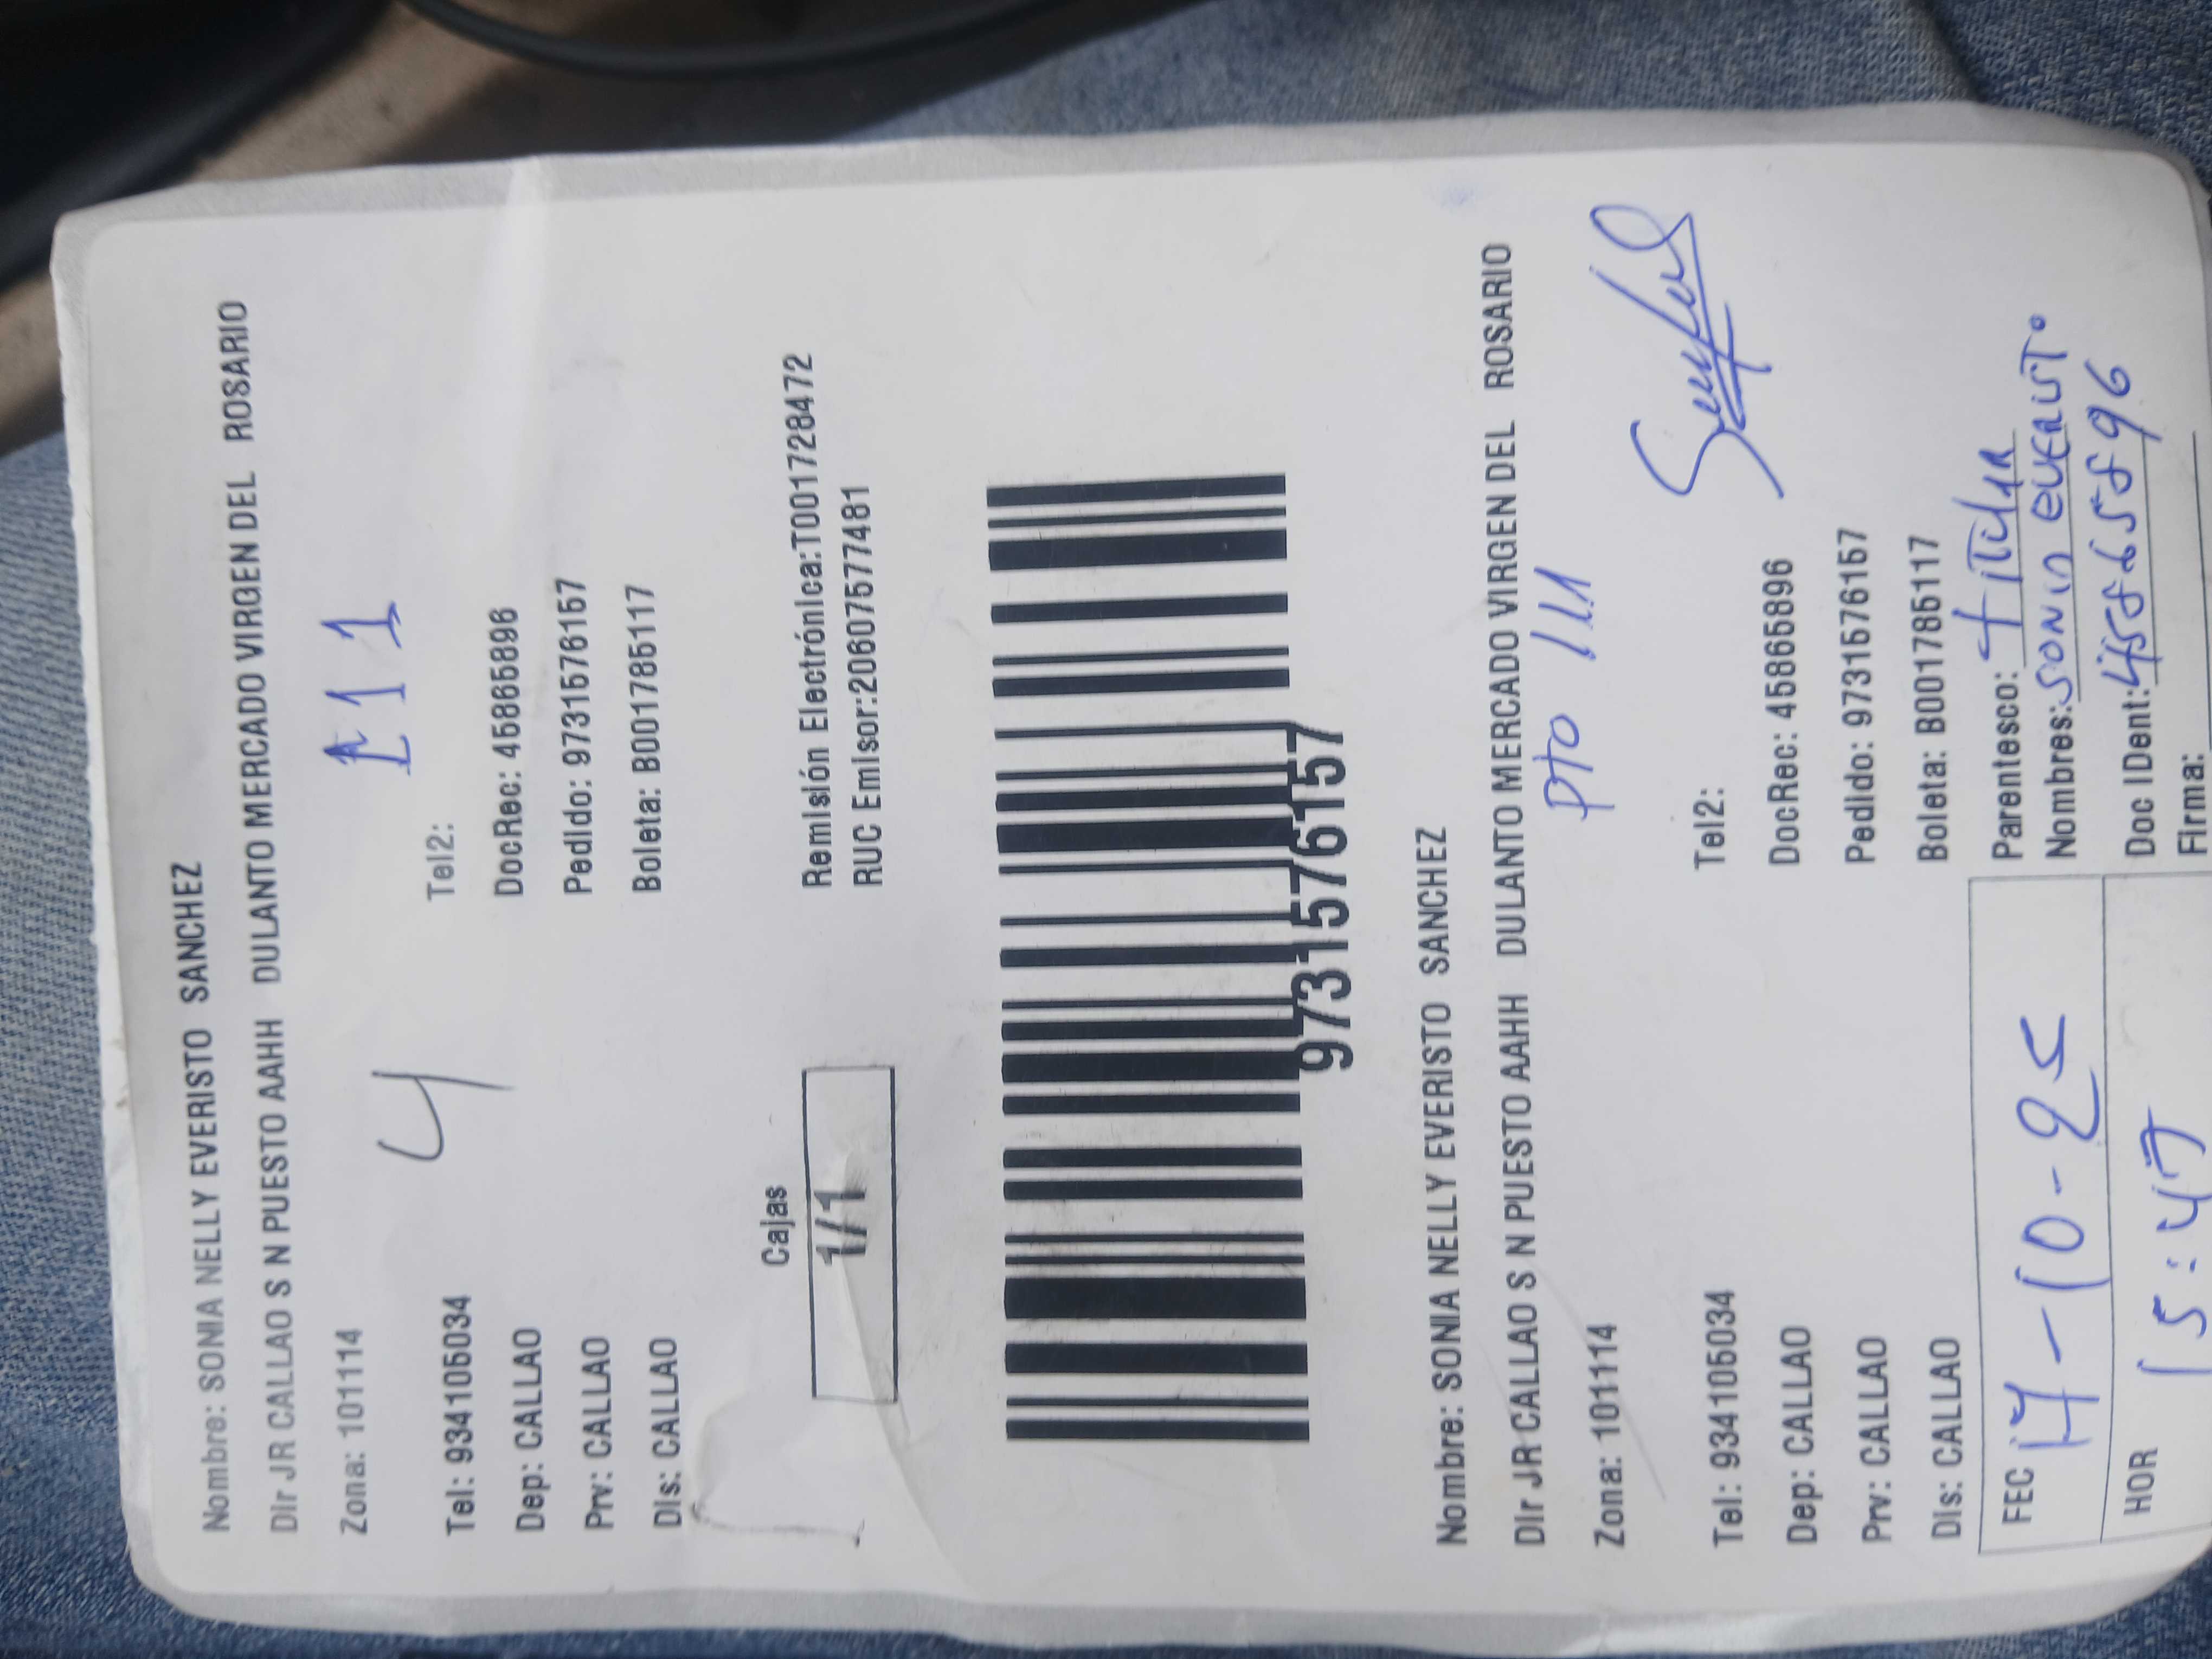 Nombre: SONIA NELLY EVERISTO SANCHEZ
Dir JR CALLAO S N PUESTO AAHH DULANTO MERCADO VIRGEN DEL ROSARIO
Zona: 101114
4
111
Tel: 934105034 Tel2:
Dep: CALLAO DocRec: 45865896
Prv: CALLAO Pedido: 9731576157
Dis: CALLAO Boleta: B001785117
Cajas
1/1
Remisión Electrónica:T001728472
RUC Emisor:20607577481
9731576157
Nombre: SONIA NELLY EVERISTO SANCHEZ
Dir JR CALLAO S N PUESTO AAHH DULANTO MERCADO VIRGEN DEL ROSARIO
Zona: 101114 pto 111
Tel: 934105034 Tel2:
Dep: CALLAO DocRec: 45865896
Prv: CALLAO Pedido: 9731576157
Dis: CALLAO Boleta: B001785117
FEC 17-10-25 Parentesco: titular
Nombres: Sonia Evaristo
HOR 15:47 Doc IDent: 45865896
Firma: